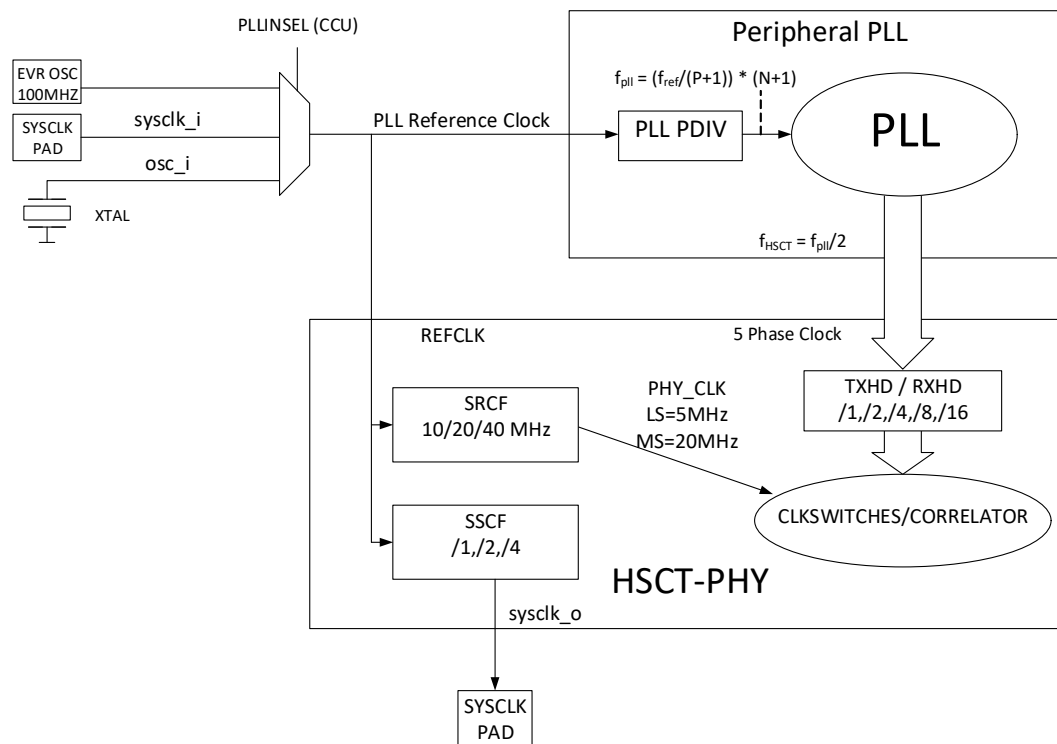 PLLINSEL (CCU)
Peripheral PLL
EVR OSC
100MHZ
f_pll = (f_ref/(P+1)) * (N+1)
SYSCLK
PAD
sysclk_i
PLL Reference Clock
PLL PDIV
PLL
osc_i
XTAL
f_HSCT = f_pll/2
REFCLK
5 Phase Clock
SRCF
10/20/40 MHz
PHY_CLK
LS=5MHz
MS=20MHz
TXHD / RXHD
/1,/2,/4,/8,/16
SSCF
/1,/2,/4
CLKSWITCHES/CORRELATOR
HSCT-PHY
sysclk_o
SYSCLK
PAD